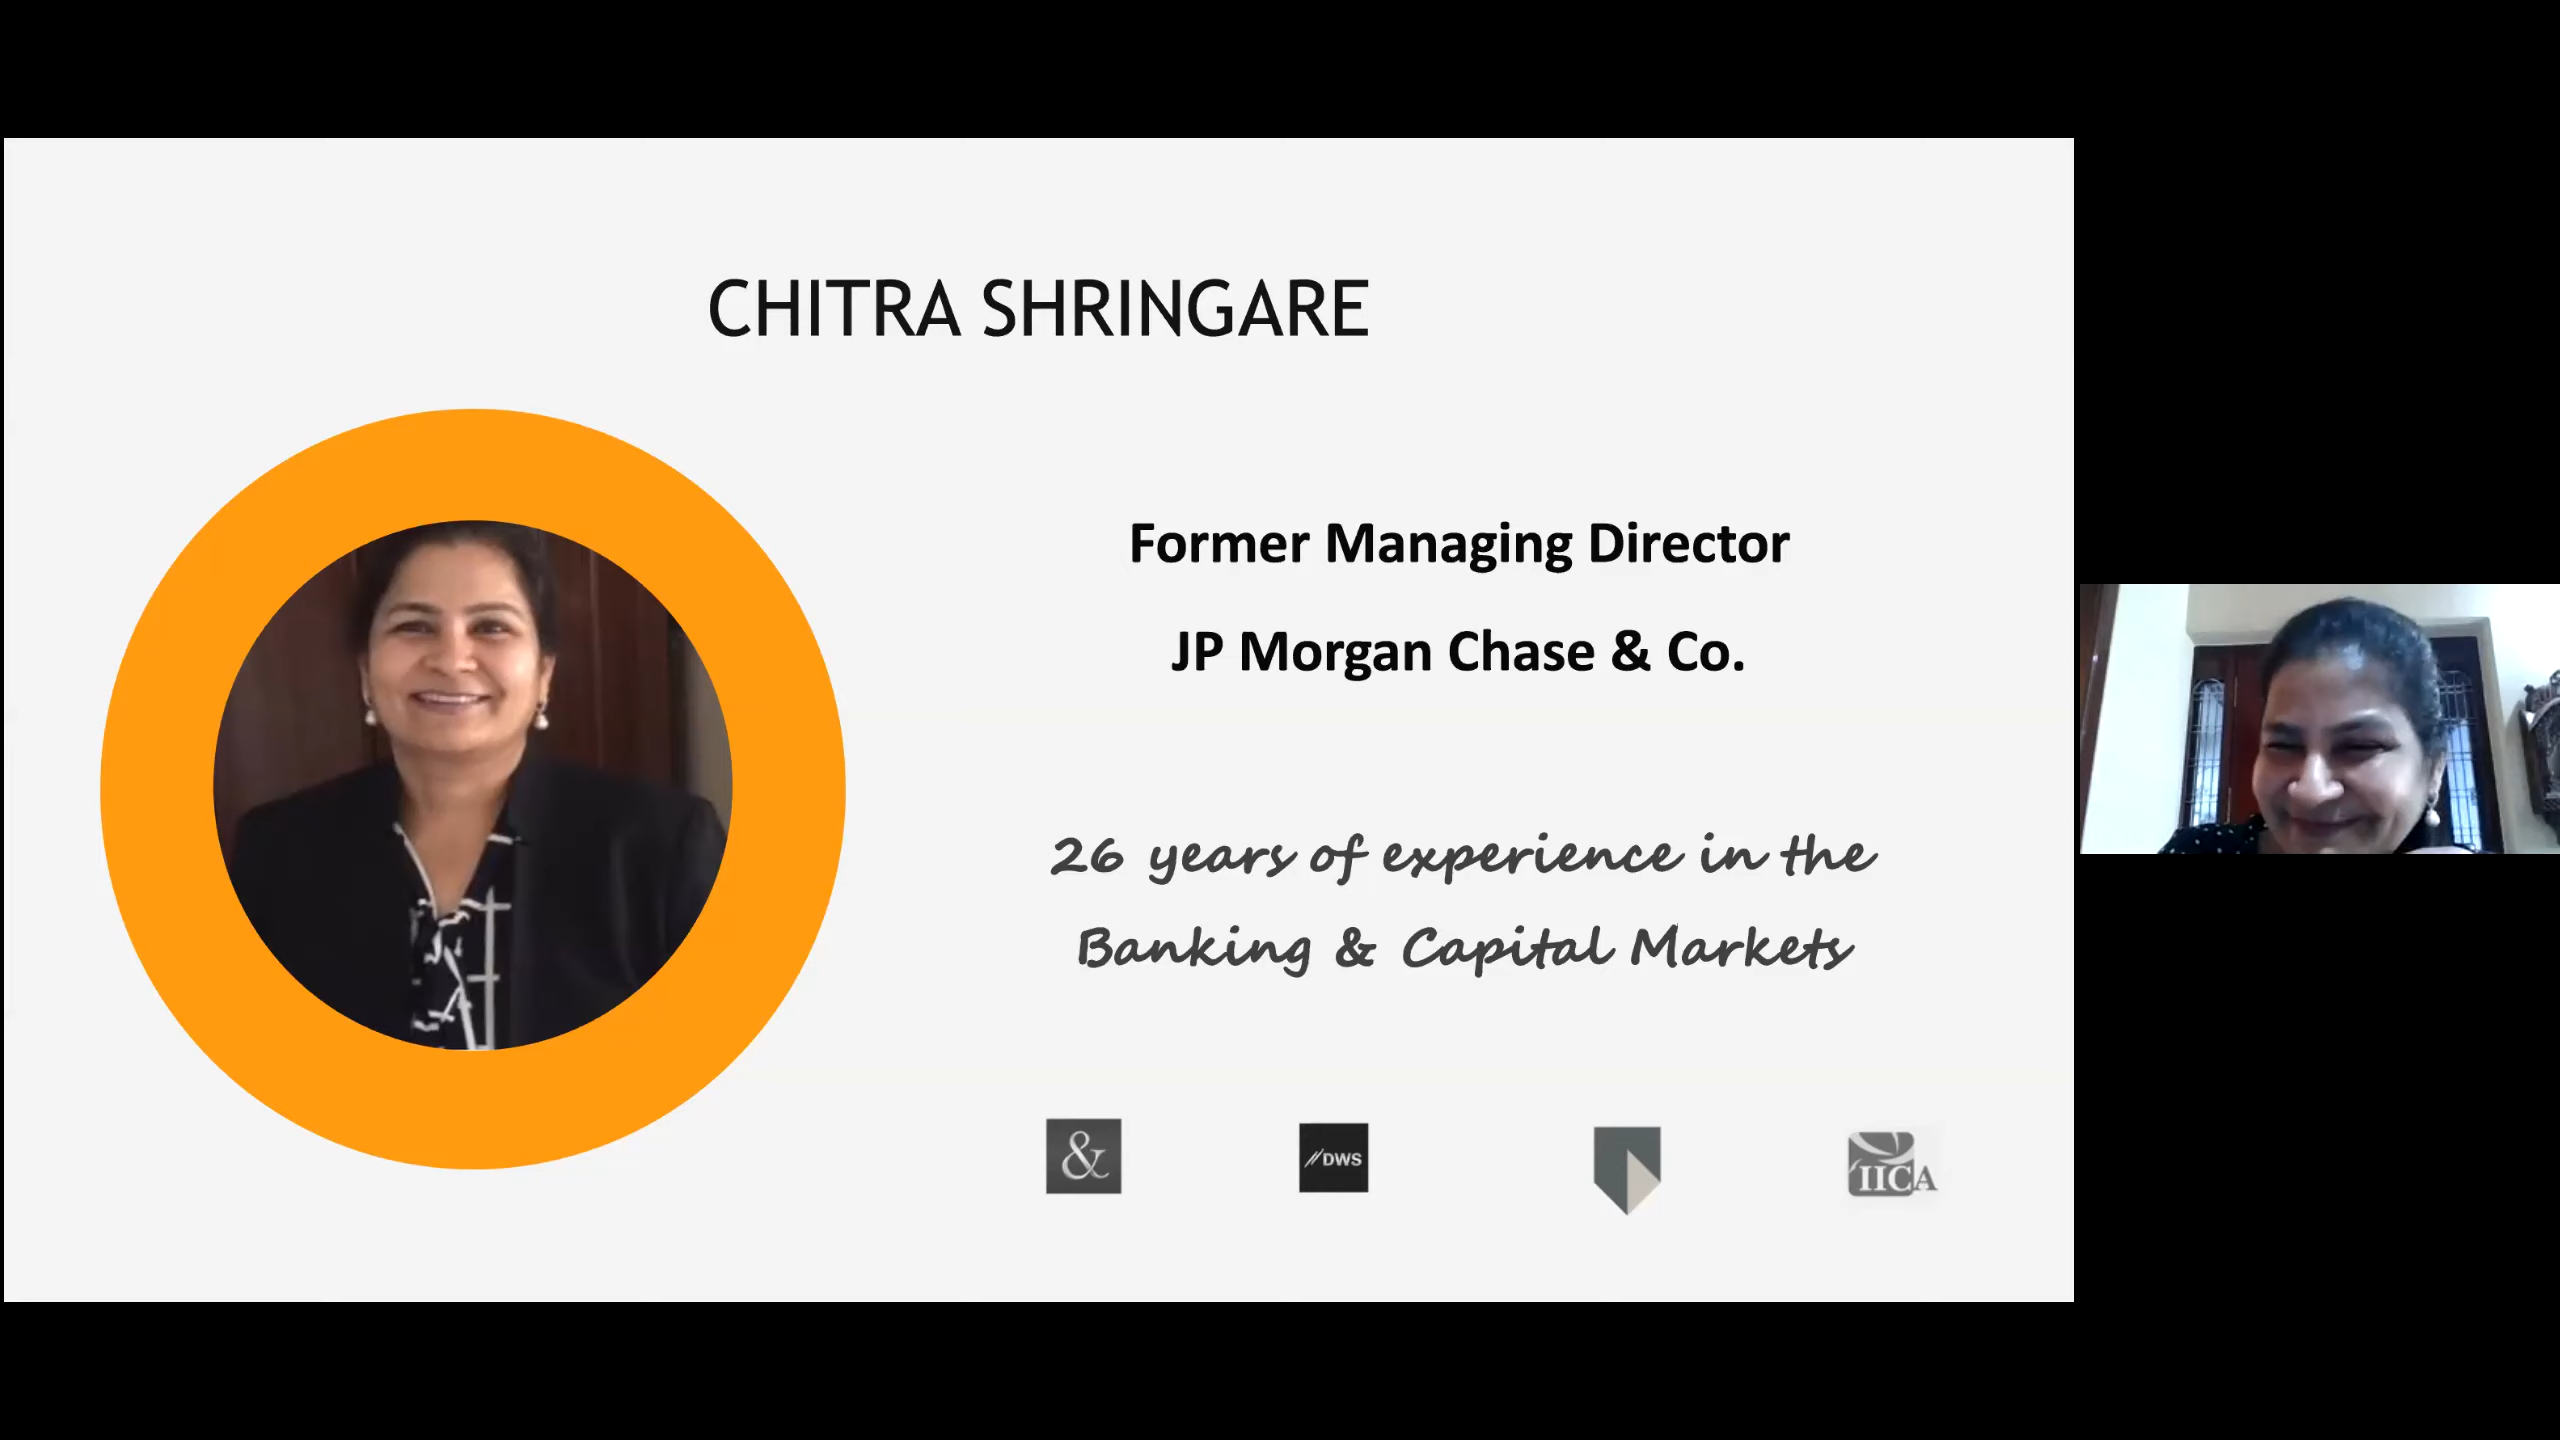 CHITRA SHRINGARE
Former Managing Director
JP Morgan Chase & Co.
26 years of experience in the
Banking & Capital Markets
&
DWS
IICA